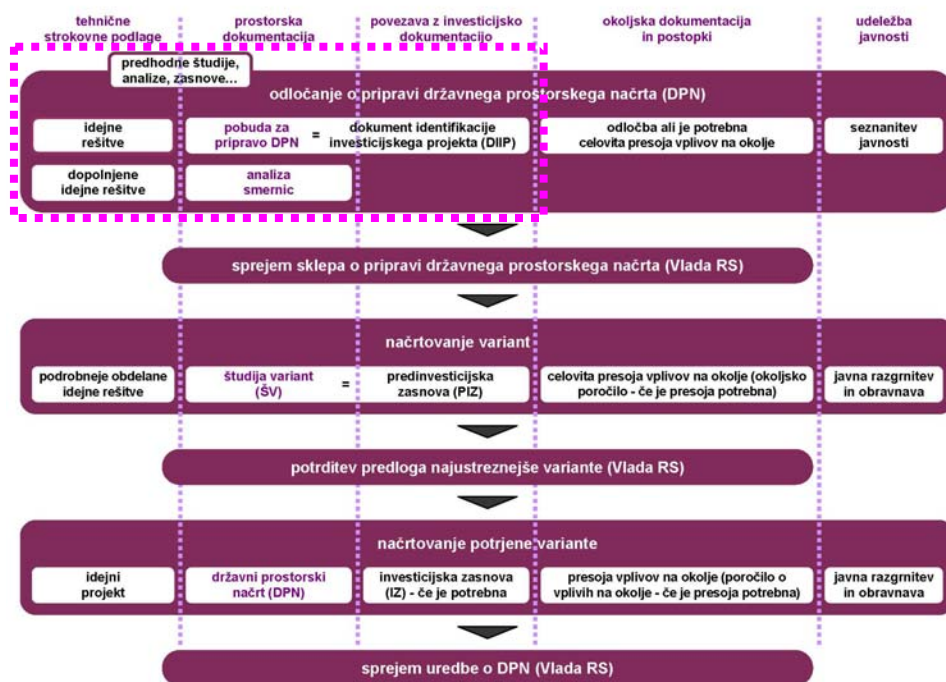 tehnične
strokovne podlage
prostorska
dokumentacija
povezava z investicijsko
dokumentacijo
okoljska dokumentacija
in postopki
udeležba
javnosti
predhodne študije,
analize, zasnove...
odločanje o pripravi državnega prostorskega načrta (DPN)
idejne
rešitve
pobuda za
pripravo DPN
=
dokument identifikacije
investicijskega projekta (DIIP)
odločba ali je potrebna
celovita presoja vplivov na okolje
seznanitev
javnosti
dopolnjene
idejne rešitve
analiza
smernic
sprejem sklepa o pripravi državnega prostorskega načrta (Vlada RS)
načrtovanje variant
podrobneje obdelane
idejne rešitve
študija variant
(ŠV)
=
predinvesticijska
zasnova (PIZ)
celovita presoja vplivov na okolje (okoljsko
poročilo - če je presoja potrebna)
javna razgrnitev
in obravnava
potrditev predloga najustreznejše variante (Vlada RS)
načrtovanje potrjene variante
idejni
projekt
državni prostorski
načrt (DPN)
investicijska zasnova
(IZ) - če je potrebna
presoja vplivov na okolje (poročilo o
vplivih na okolje - če je presoja potrebna)
javna razgrnitev
in obravnava
sprejem uredbe o DPN (Vlada RS)